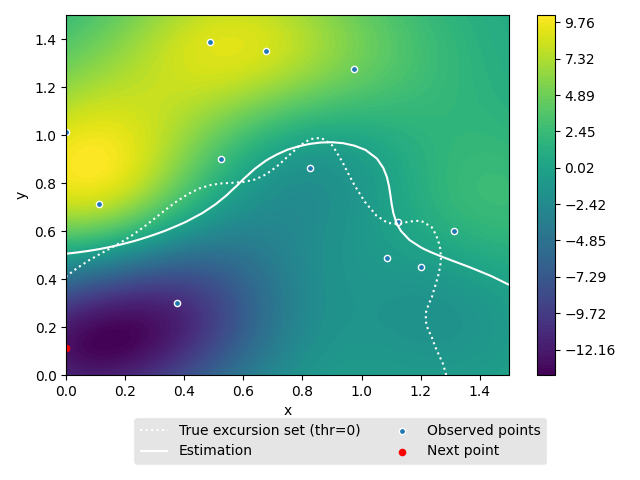 1.4
1.2
1.0
0.8
0.6
0.4
0.2
0.0
y
0.0 0.2 0.4 0.6 0.8 1.0 1.2 1.4
x
9.76
7.32
4.89
2.45
0.02
−2.42
−4.85
−7.29
−9.72
−12.16
True excursion set (thr=0)
Estimation
Observed points
Next point